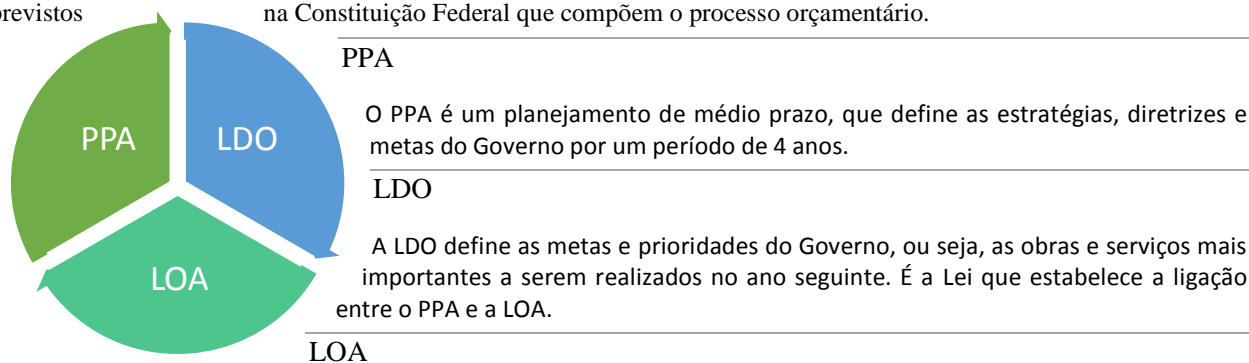 previstos na Constituição Federal que compõem o processo orçamentário.
PPA
O PPA é um planejamento de médio prazo, que define as estratégias, diretrizes e
metas do Governo por um período de 4 anos.
LDO
A LDO define as metas e prioridades do Governo, ou seja, as obras e serviços mais
importantes a serem realizados no ano seguinte. É a Lei que estabelece a ligação
entre o PPA e a LOA.
LOA
PPA
LDO
LOA